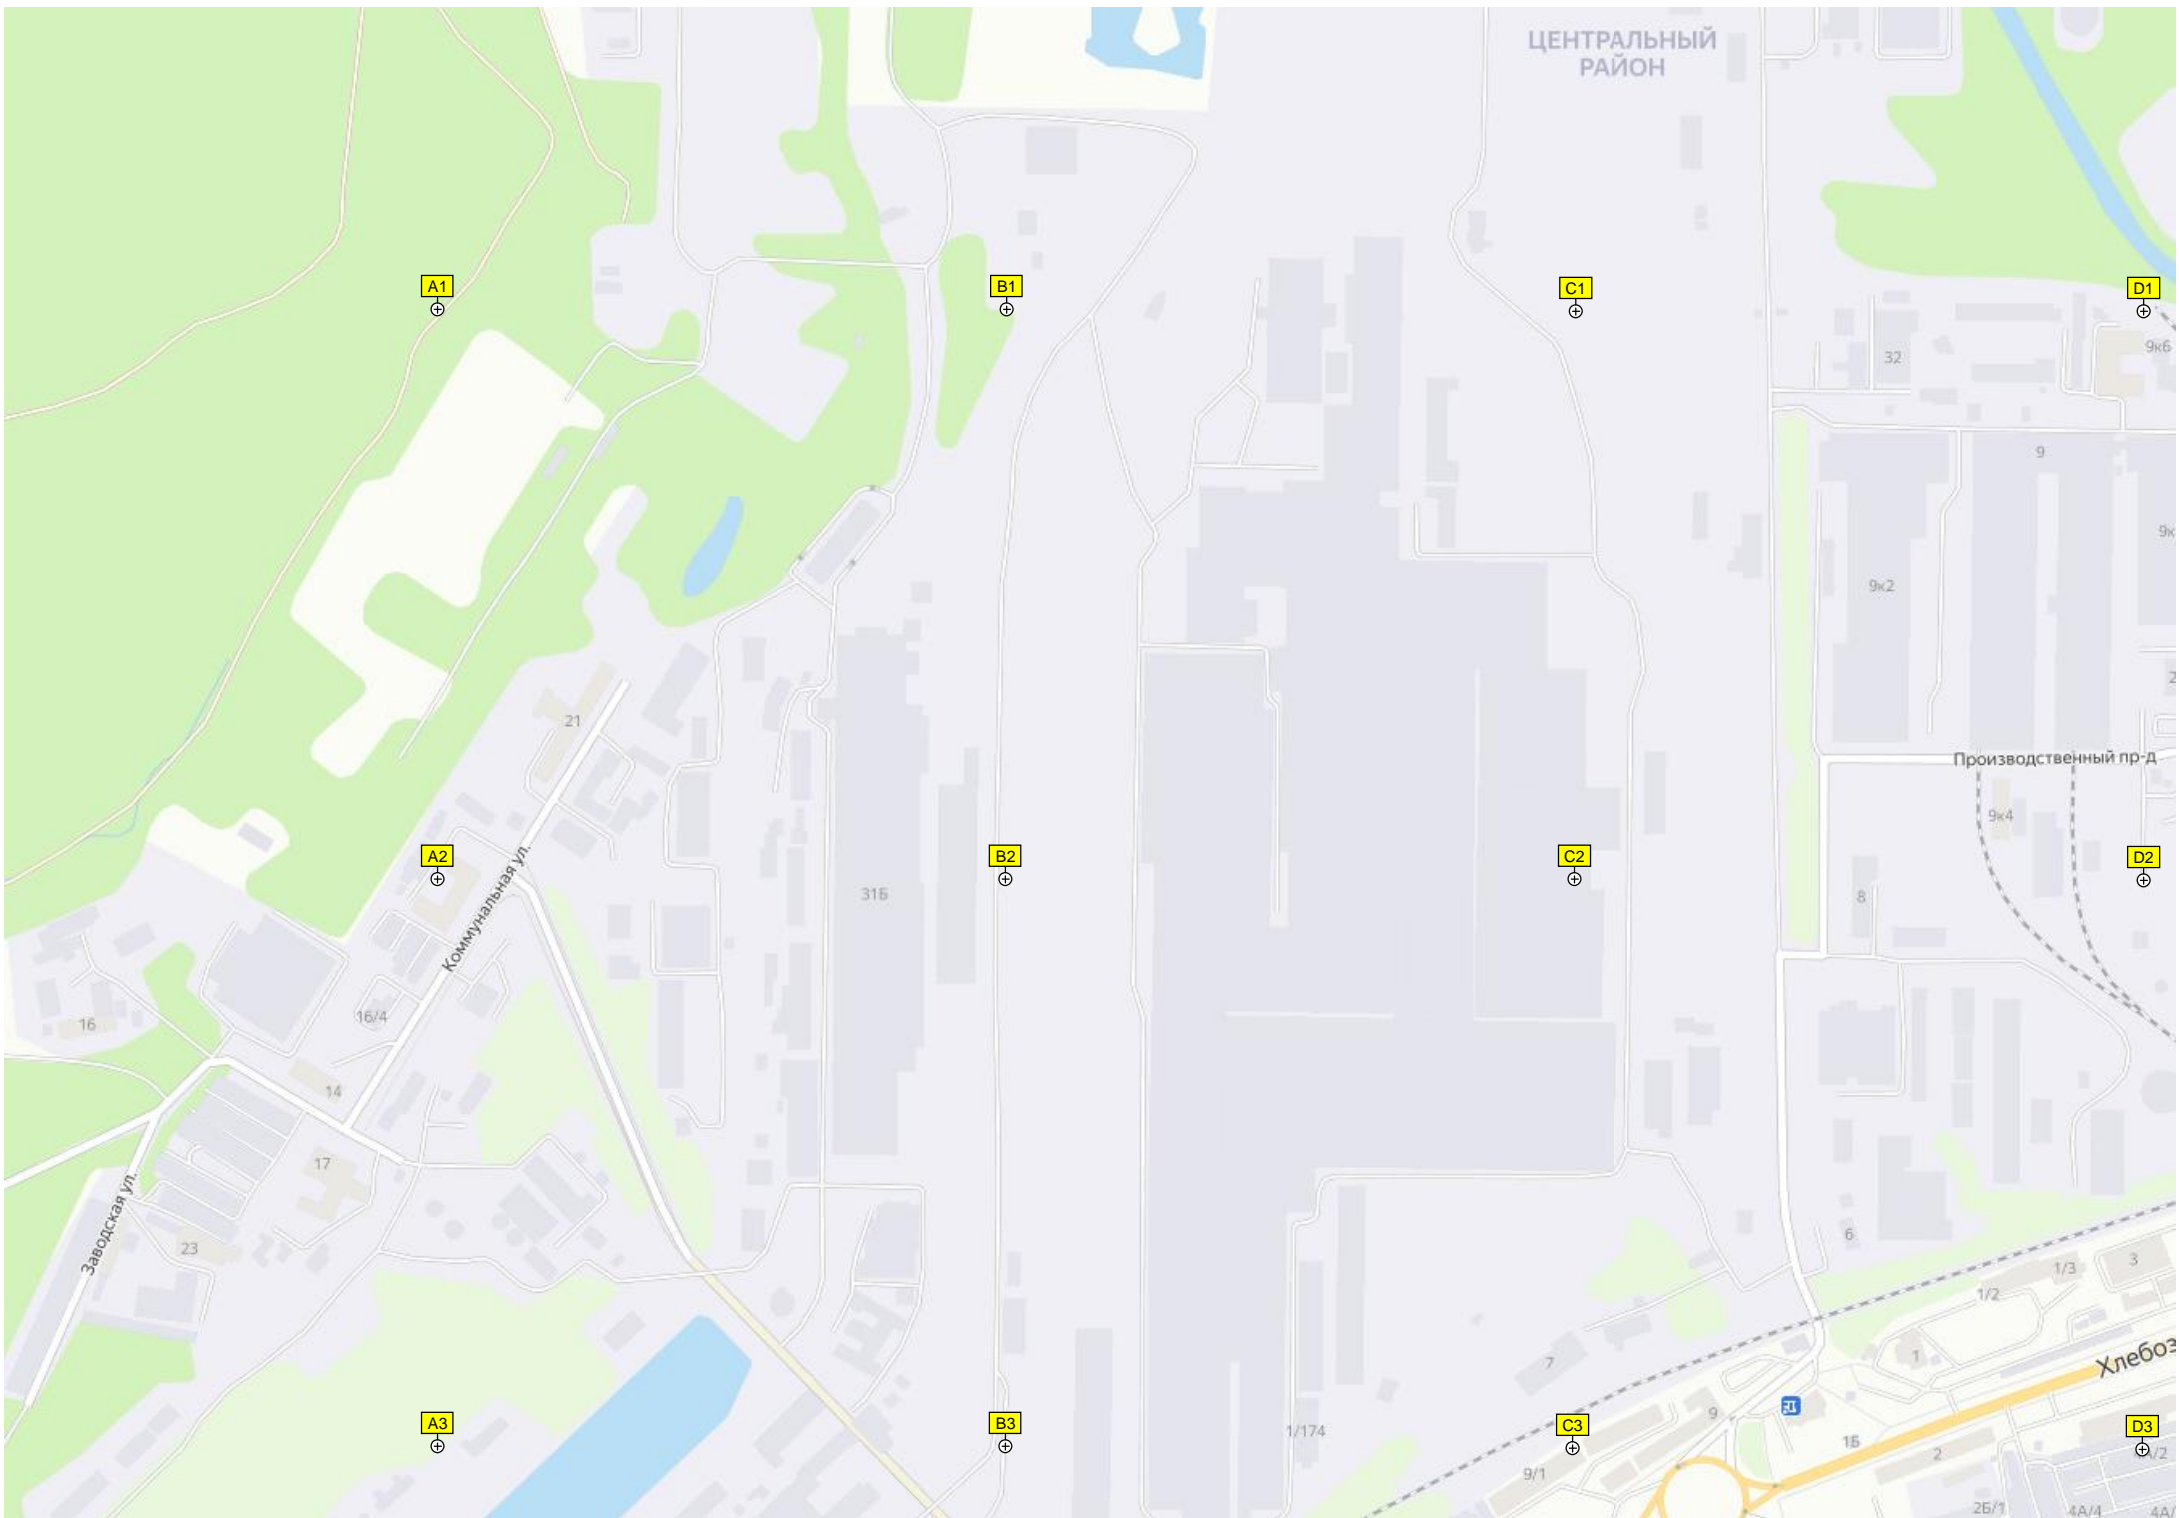 ЦЕНТРАЛЬНЫЙ
РАЙОН
A1
B1
C1
D1
9к6
32
9
9к2
21
Производственный пр-д
9к4
A2
B2
C2
D2
Коммунальная ул.
31Б
8
16
16/4
14
17
Заводская ул.
23
6
3
1/3
1/2
1
7
A3
B3
C3
D3
9
1/174
1Б
2
9/1
2Б/1
4А/4